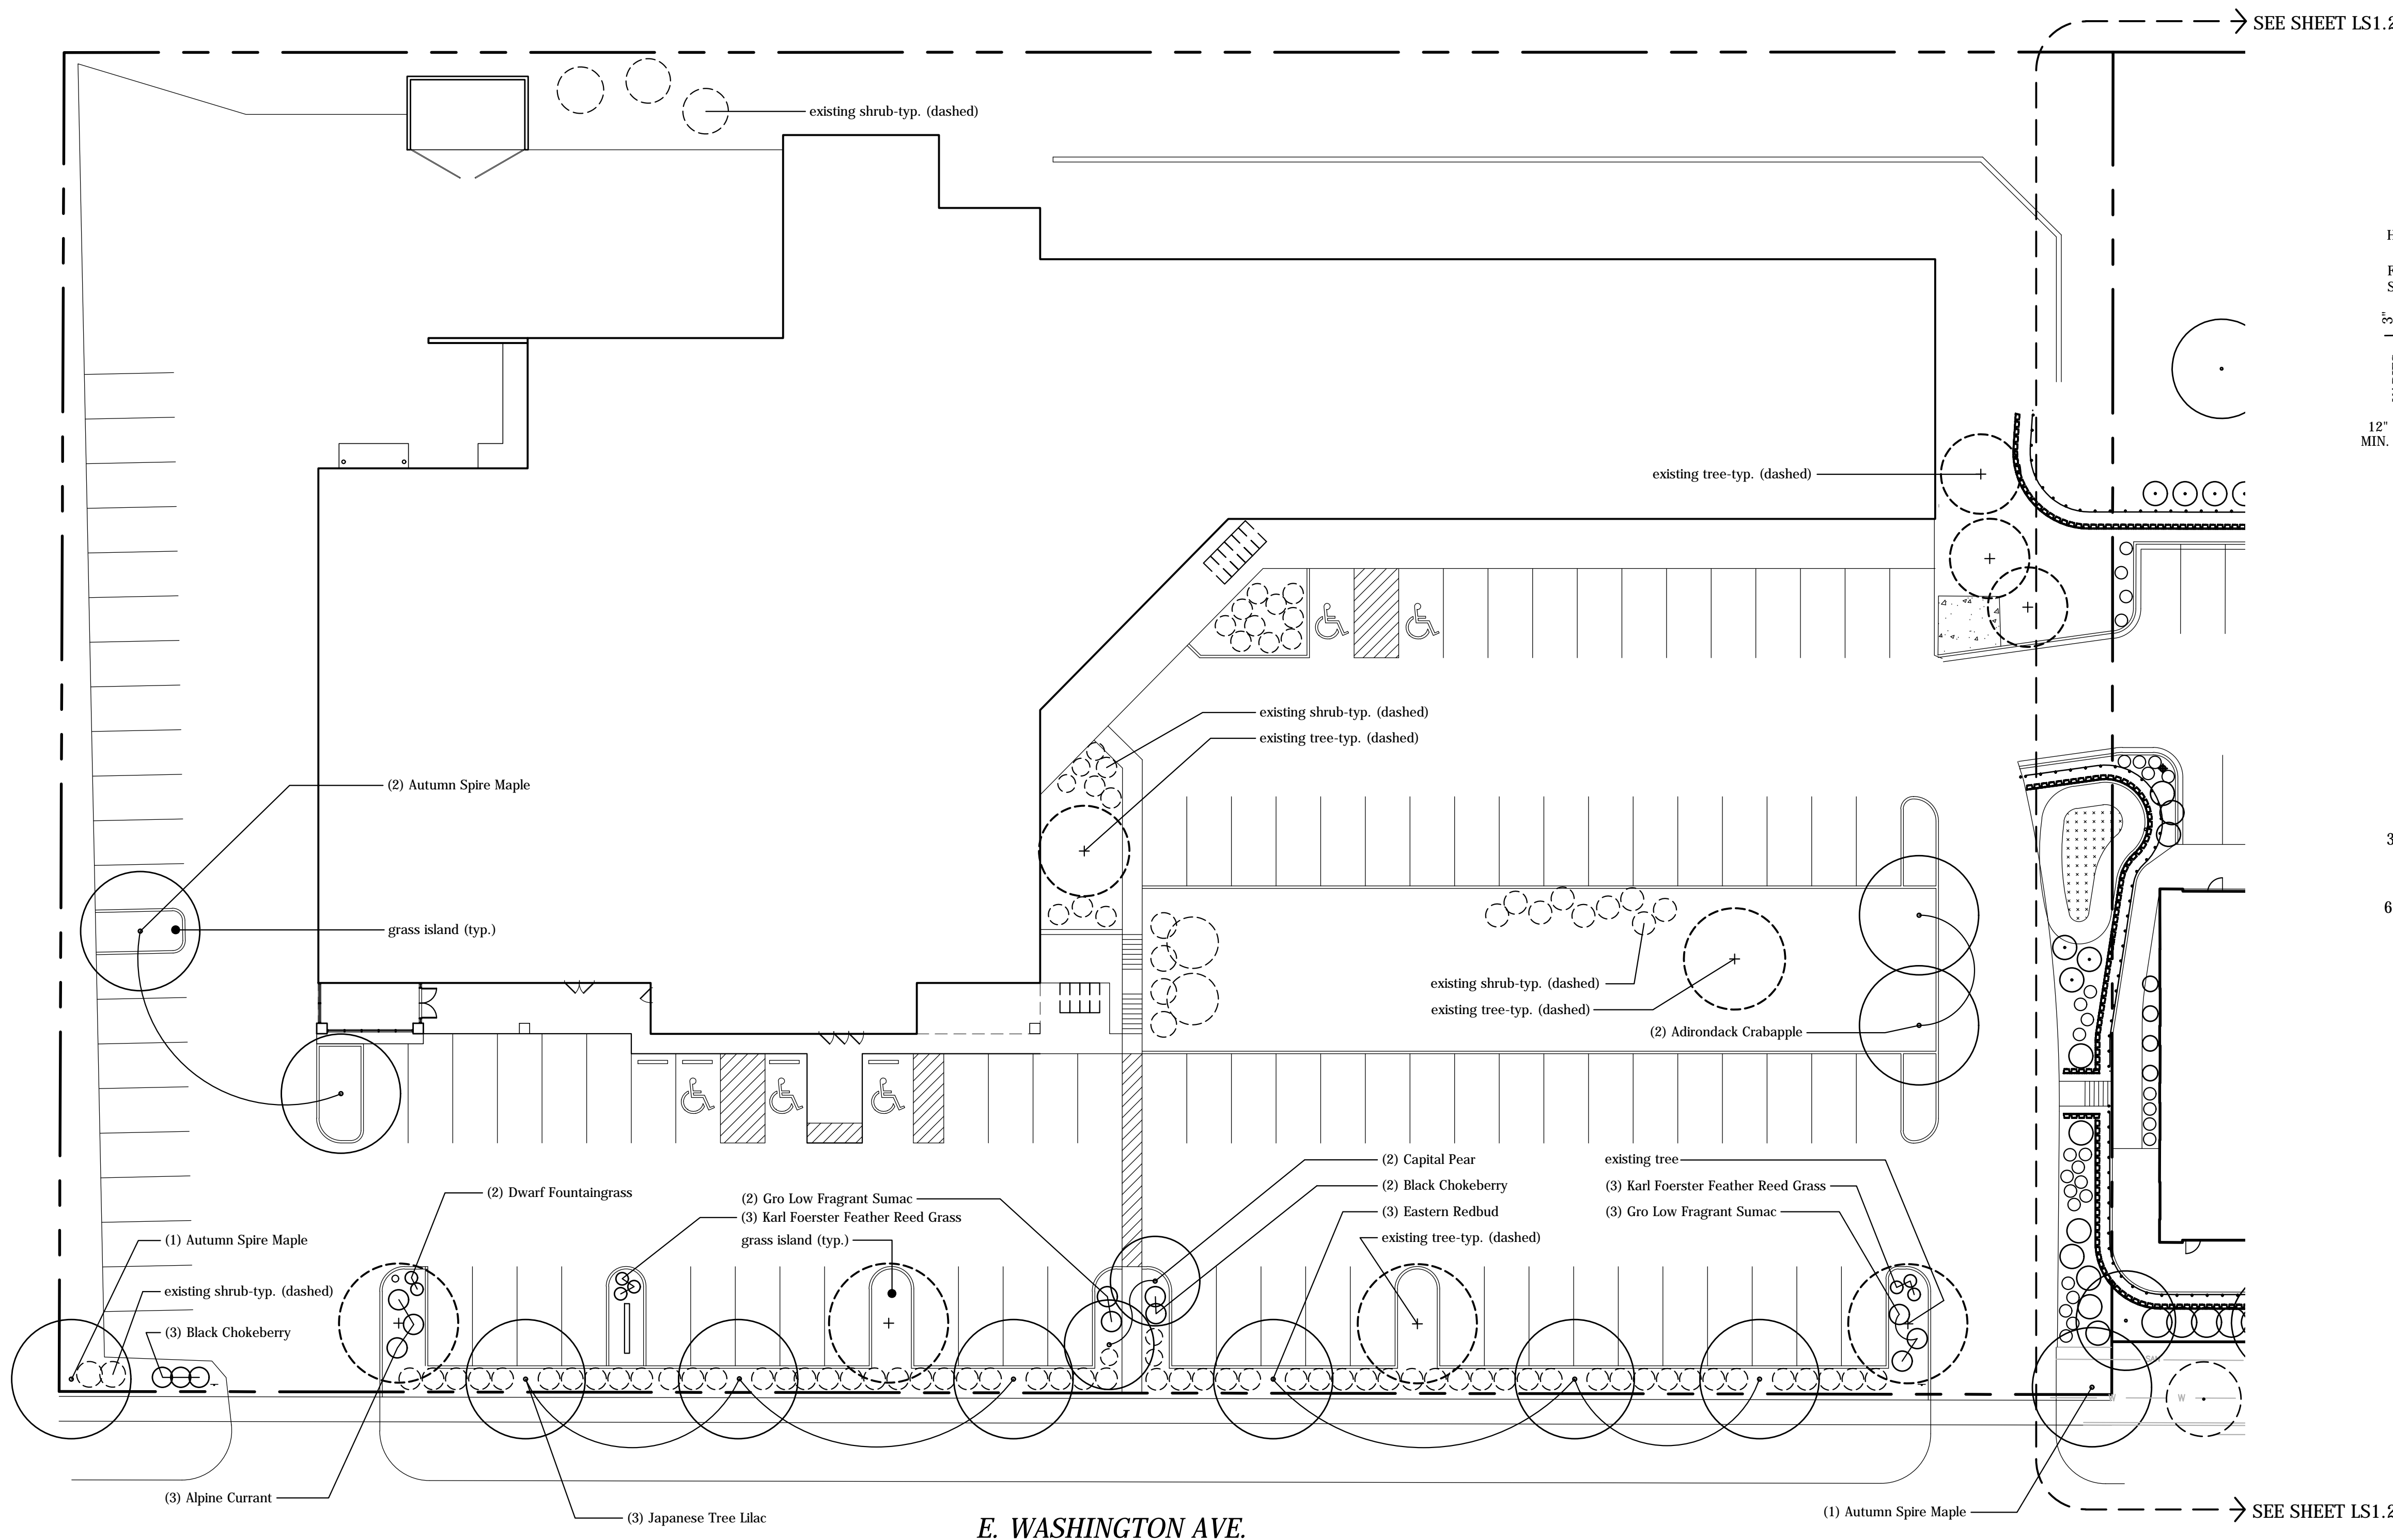 SEE SHEET LS1.2
existing shrub-typ. (dashed)
3"
12"
MIN.
existing tree-typ. (dashed)
existing shrub-typ. (dashed)
existing tree-typ. (dashed)
(2) Autumn Spire Maple
3
6
grass island (typ.)
existing shrub-typ. (dashed)
existing tree-typ. (dashed)
(2) Adirondack Crabapple
(2) Capital Pear
existing tree
(2) Black Chokeberry
(3) Karl Foerster Feather Reed Grass
(2) Dwarf Fountaingrass
(2) Gro Low Fragrant Sumac
(3) Eastern Redbud
(3) Gro Low Fragrant Sumac
(3) Karl Foerster Feather Reed Grass
existing tree-typ. (dashed)
(1) Autumn Spire Maple
grass island (typ.)
existing shrub-typ. (dashed)
(3) Black Chokeberry
SAN
W
W
(3) Alpine Currant
(3) Japanese Tree Lilac
(1) Autumn Spire Maple
SEE SHEET LS1.2
E. WASHINGTON AVE.